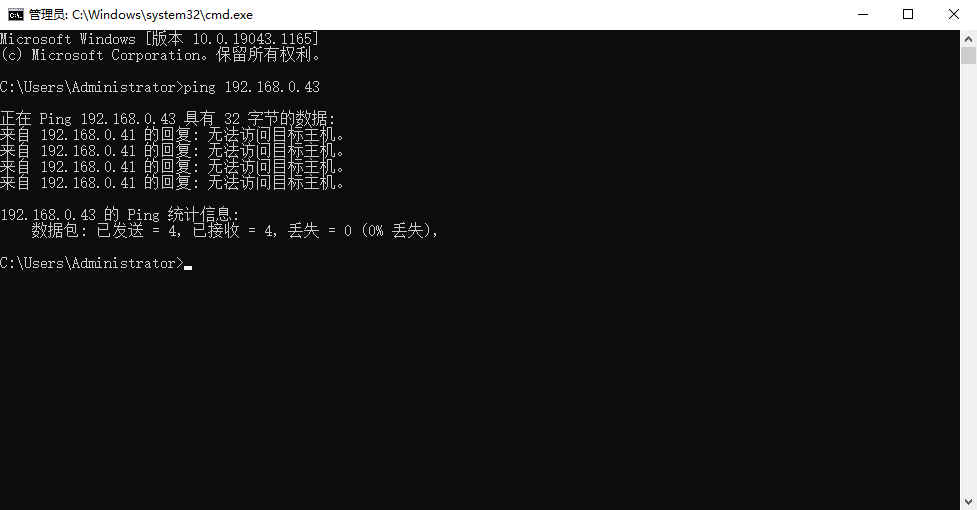 管理员: C:\Windows\system32\cmd.exe
Microsoft Windows [版本 10.0.19043.1165]
(c) Microsoft Corporation。保留所有权利。
C:\Users\Administrator>ping 192.168.0.43
正在 Ping 192.168.0.43 具有 32 字节的数据:
来自 192.168.0.41 的回复: 无法访问目标主机。
来自 192.168.0.41 的回复: 无法访问目标主机。
来自 192.168.0.41 的回复: 无法访问目标主机。
来自 192.168.0.41 的回复: 无法访问目标主机。
192.168.0.43 的 Ping 统计信息:
    数据包: 已发送 = 4，已接收 = 4，丢失 = 0 (0% 丢失)，
C:\Users\Administrator>